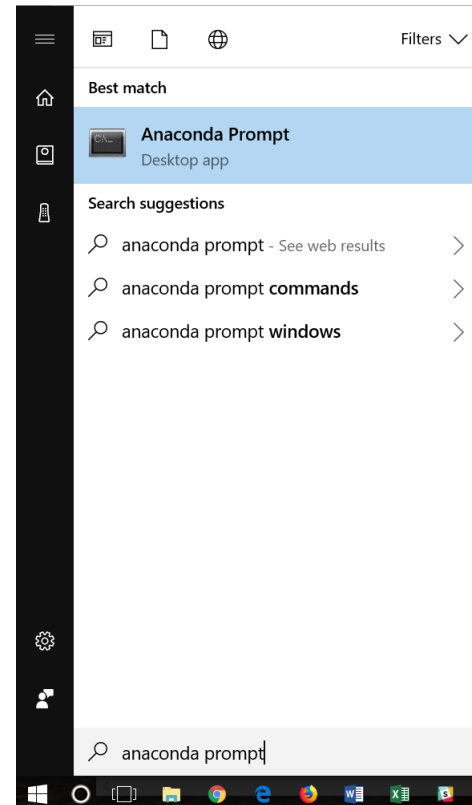 Filters
Best match
Anaconda Prompt
Desktop app
Search suggestions
anaconda prompt - See web results
anaconda prompt commands
anaconda prompt windows
anaconda prompt